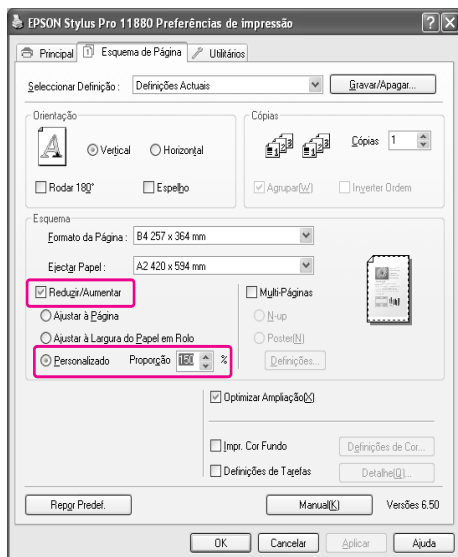 EPSON Stylus Pro 11880 Preferências de impressão
Principal Esquema de Página Utilitários
Seleccionar Definição : Definições Actuais Gravar/Apagar...
Orientação
Vertical Horizontal
Rodar 180° Espelho
Cópias
Cópias 1
Agrupar(W) Inverter Ordem
Esquema
Formato da Página : B4 257 x 364 mm
Ejectar Papel : A2 420 x 594 mm
Reduzir/Aumentar Multi-Páginas
Ajustar à Página N-up
Ajustar à Largura do Papel em Rolo Poster(N)
Personalizado Proporção 150 % Definições...
Optimizar Ampliação(X)
Impr. Cor Fundo Definições de Cor...
Definições de Tarefas Detalhe(Q)...
Repor Predef. Manual(K) Versões 6.50
OK Cancelar Aplicar Ajuda